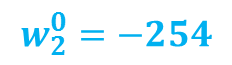 w₂⁰ = −254